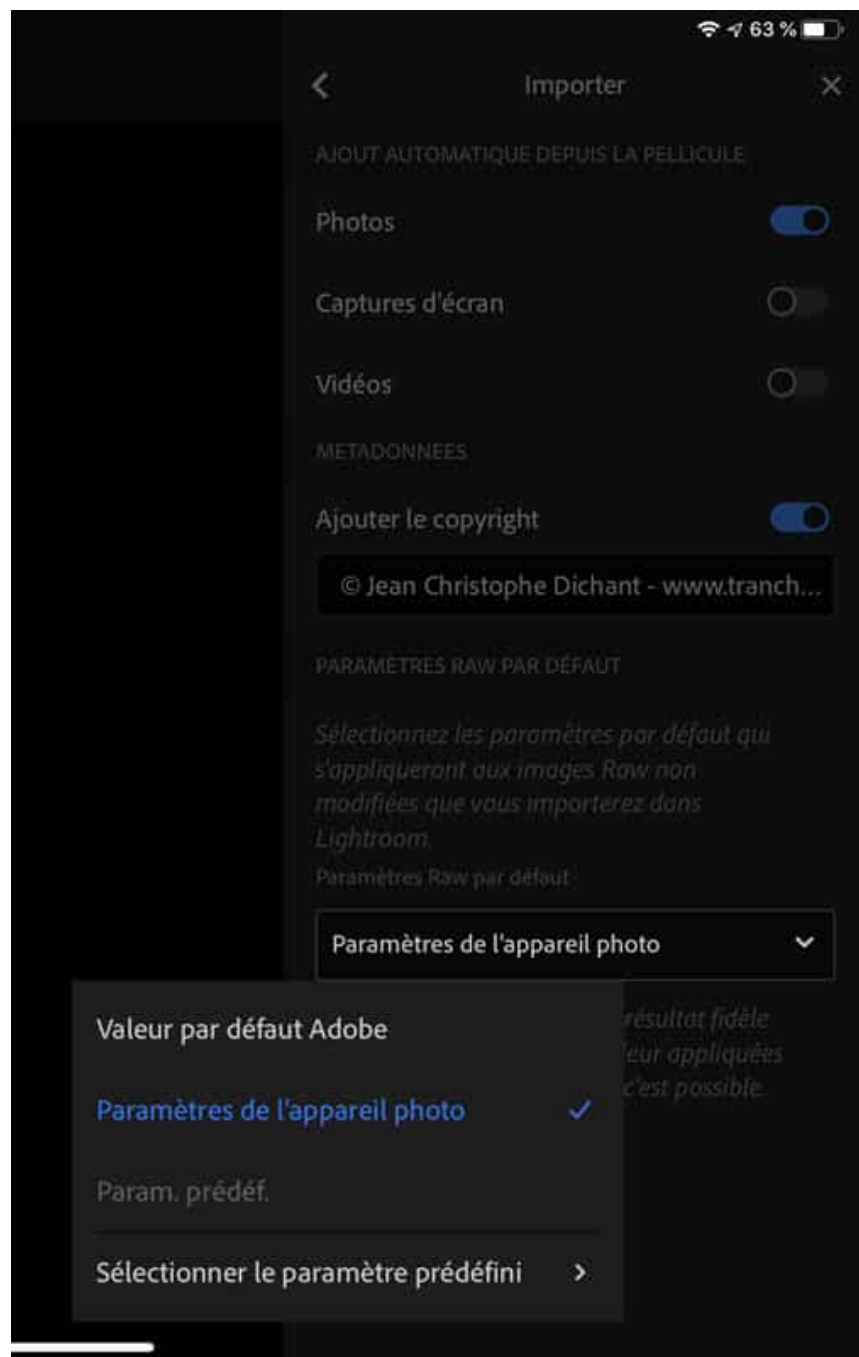 63 %
Importer
AJOUT AUTOMATIQUE DEPUIS LA PELLICULE
Photos
Captures d'écran
Vidéos
METADONNEES
Ajouter le copyright
© Jean Christophe Dichant - www.tranch...
PARAMÈTRES RAW PAR DÉFAUT
Sélectionnez les paramètres par défaut qui
s'appliqueront aux images Raw non
modifiées que vous importerez dans
Lightroom.
Paramètres Raw par défaut
Paramètres de l'appareil photo
résultat fidèle
leur appliquées
c'est possible.
Valeur par défaut Adobe
Paramètres de l'appareil photo
Param. prédéf.
Sélectionner le paramètre prédéfini